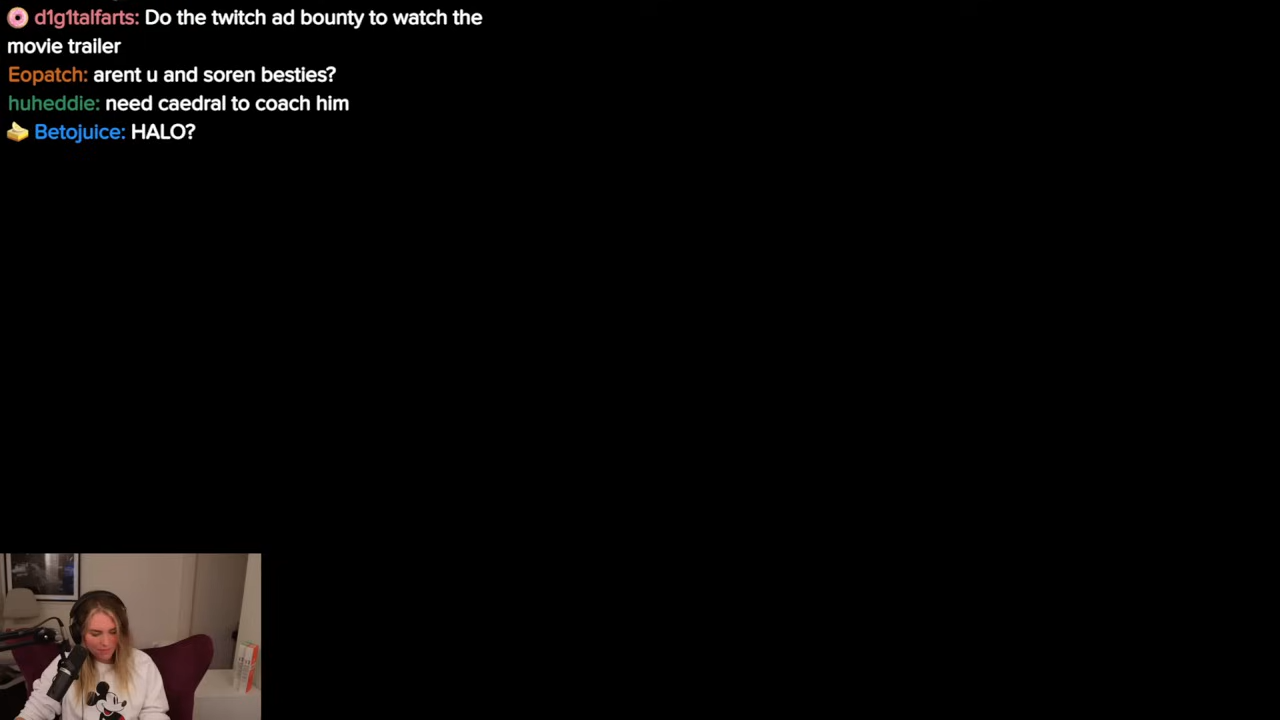 d1g1talfarts: Do the twitch ad bounty to watch the
movie trailer
Eopatch: arent u and soren besties?
huheddie: need caedral to coach him
Betojuice: HALO?